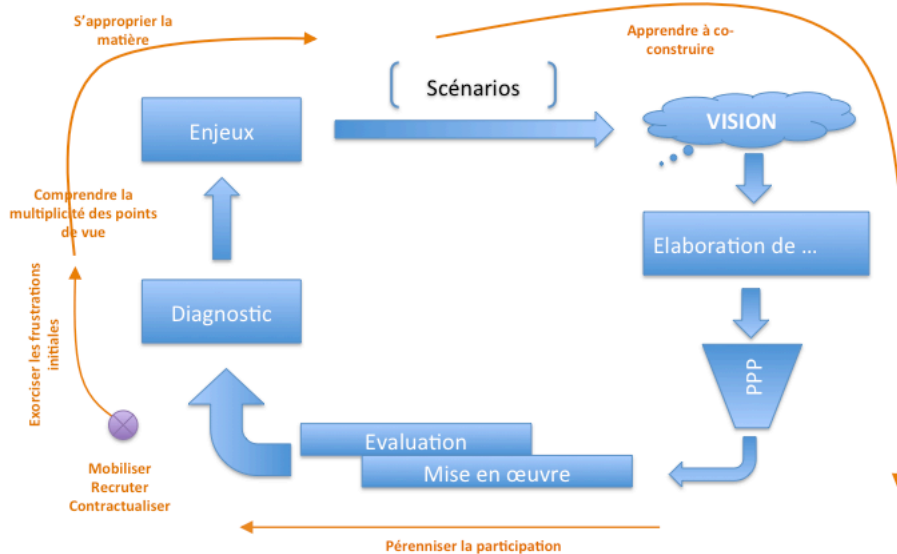 S'approprier la
matière
Apprendre à co-
construire
Scénarios
Enjeux
VISION
Comprendre la
multiplicité des points
de vue
Elaboration de ...
Diagnostic
Exorciser les frustrations
initiales
PPP
Evaluation
Mise en œuvre
Mobiliser
Recruter
Contractualiser
Pérenniser la participation